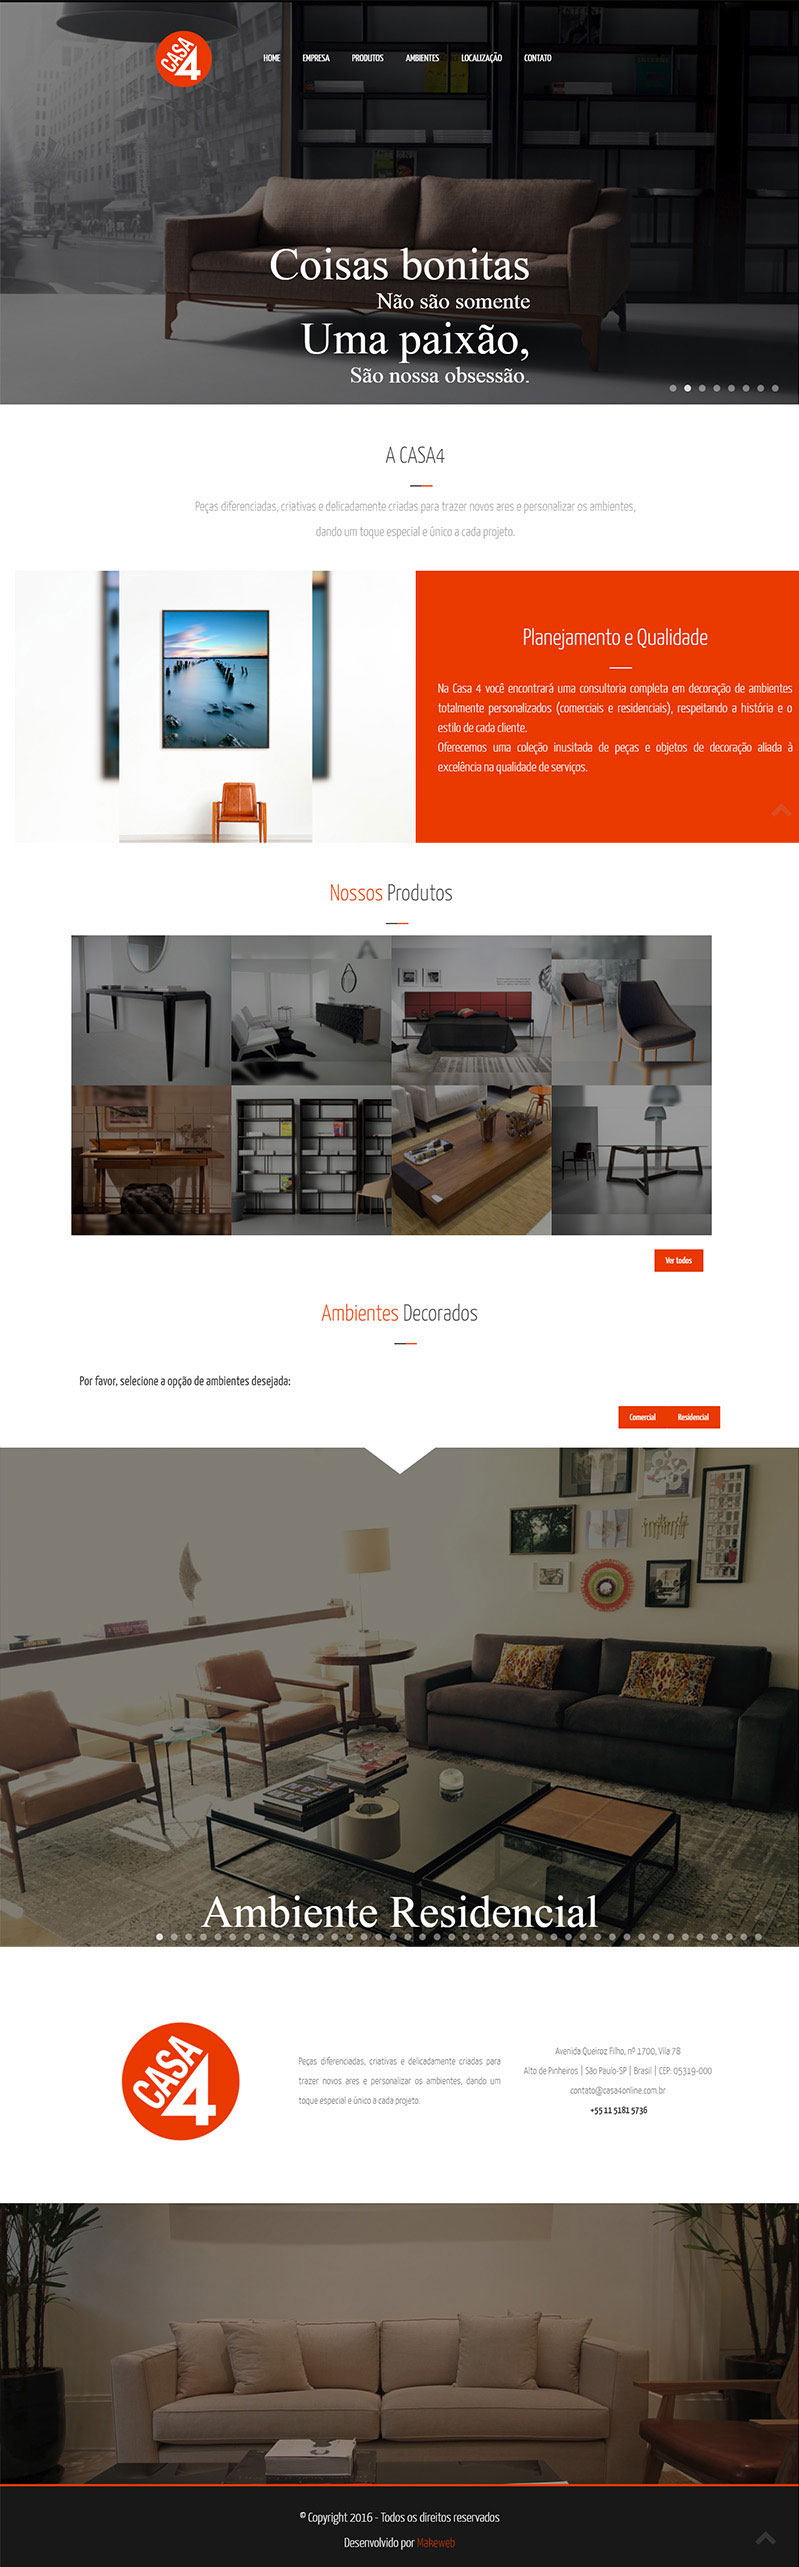 CASA
4
HOME EMPRESA PRODUTOS AMBIENTES LOCALIZAÇÃO CONTATO
Coisas bonitas
Não são somente
Uma paixão,
São nossa obsessão.
A CASA4
Peças diferenciadas, criativas e delicadamente criadas para trazer novos ares e personalizar os ambientes,
dando um toque especial e único a cada projeto.
Planejamento e Qualidade
Na Casa 4 você encontrará uma consultoria completa em decoração de ambientes
totalmente personalizados (comerciais e residenciais), respeitando a história e o
estilo de cada cliente.
Oferecemos uma coleção inusitada de peças e objetos de decoração aliada à
excelência na qualidade de serviços.
Nossos Produtos
Ver todos
Ambientes Decorados
Por favor, selecione a opção de ambientes desejada:
Comercial Residencial
Ambiente Residencial
CASA
4
Peças diferenciadas, criativas e delicadamente criadas para
trazer novos ares e personalizar os ambientes, dando um
toque especial e único a cada projeto.
Avenida Queiroz Filho, nº 1700, Vila 78
Alto de Pinheiros | São Paulo-SP | Brasil | CEP: 05319-000
contato@casa4online.com.br
+55 11 5181 5736
© Copyright 2016 - Todos os direitos reservados
Desenvolvido por Makeweb